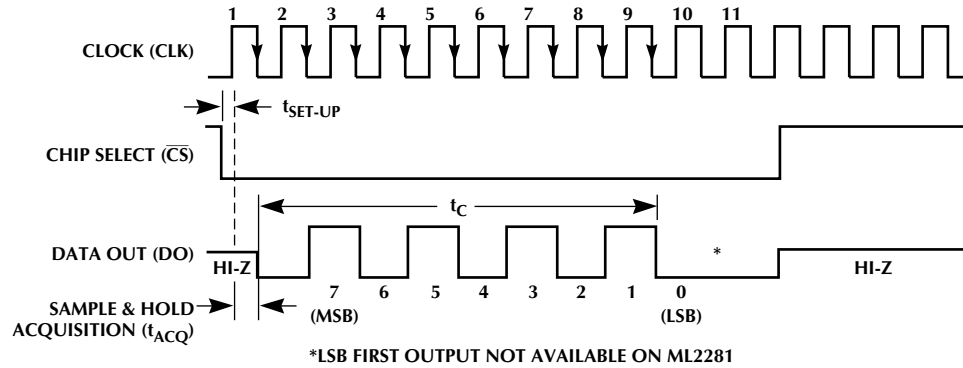 1 2 3 4 5 6 7 8 9 10 11
CLOCK (CLK)
tSET-UP
CHIP SELECT (CS)
tC
DATA OUT (DO)
*
HI-Z
HI-Z
7 6 5 4 3 2 1 0
(MSB) (LSB)
SAMPLE & HOLD
ACQUISITION (tACQ)
*LSB FIRST OUTPUT NOT AVAILABLE ON ML2281